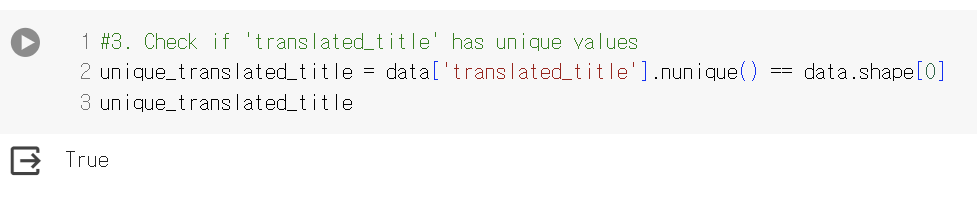 1 #3. Check if 'translated_title' has unique values
2 unique_translated_title = data['translated_title'].nunique() == data.shape[0]
3 unique_translated_title
True